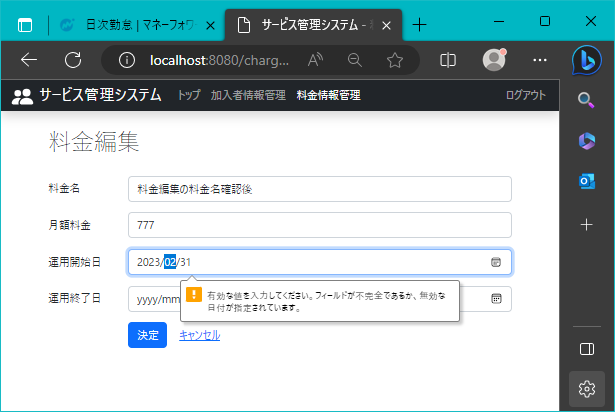 日次勤怠 | マネーフォワ
サービス管理システム -
localhost:8080/charg...
サービス管理システム トップ 加入者情報管理 料金情報管理 ログアウト
料金編集
料金名 料金編集の料金名確認後
月額料金 777
運用開始日 2023/02/31
有効な値を入力してください。フィールドが不完全であるか、無効な
日付が指定されています。
運用終了日 yyyy/mm
決定 キャンセル